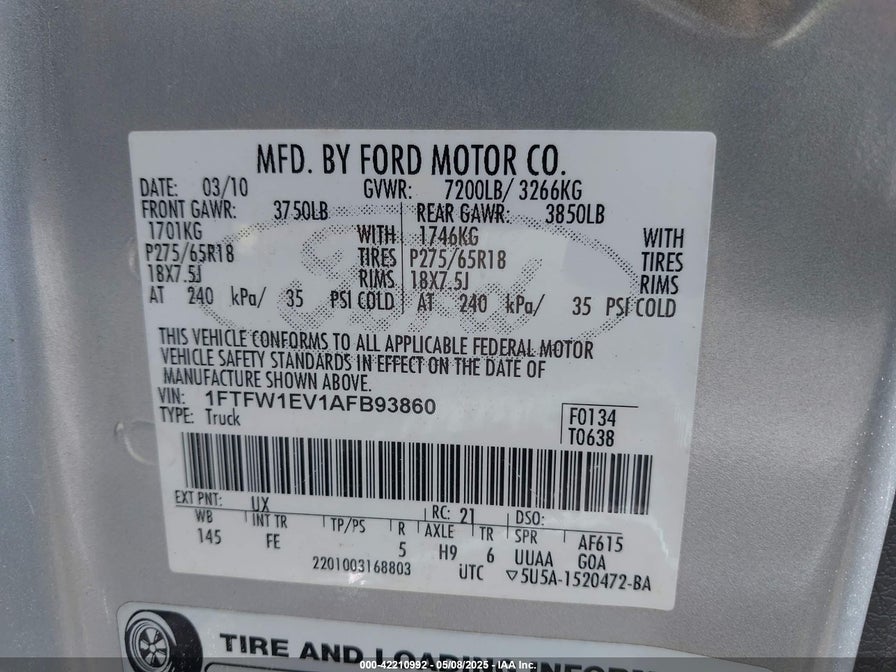 MFD. BY FORD MOTOR CO.
DATE: 03/10 GVWR: 7200LB/ 3266KG
FRONT GAWR: 3750LB REAR GAWR: 3850LB
1701KG WITH 1746KG WITH
P275/65R18 TIRES P275/65R18 TIRES
18X7.5J RIMS 18X7.5J RIMS
AT 240 kPa/ 35 PSI COLD AT 240 kPa/ 35 PSI COLD
THIS VEHICLE CONFORMS TO ALL APPLICABLE FEDERAL MOTOR
VEHICLE SAFETY STANDARDS IN EFFECT ON THE DATE OF
MANUFACTURE SHOWN ABOVE.
VIN: 1FTFW1EV1AFB93860
TYPE: Truck
F0134
T0638
EXT PNT: UX RC: 21 DSO:
WB INT TR TP/PS R AXLE TR SPR AF615
145 FE 5 H9 6 UUAA GOA
2201003168803 UTC ▽5U5A-1520472-BA
TIRE AND LOADING
000-42210992 - 05/08/2025 - IAA Inc.